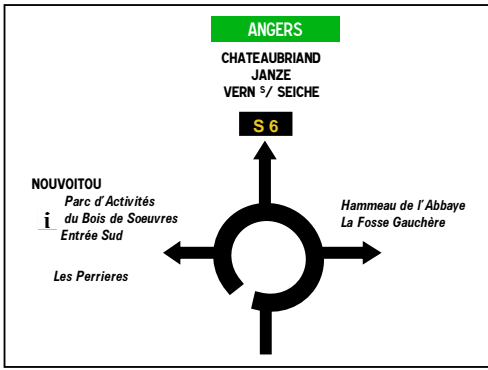 ANGERS
CHATEAUBRIAND
JANZE
VERN S/ SEICHE
S 6
NOUVOITOU
Parc d'Activités
i du Bois de Soeuvres
Entrée Sud
Les Perrieres
Hammeau de l'Abbaye
La Fosse Gauchère